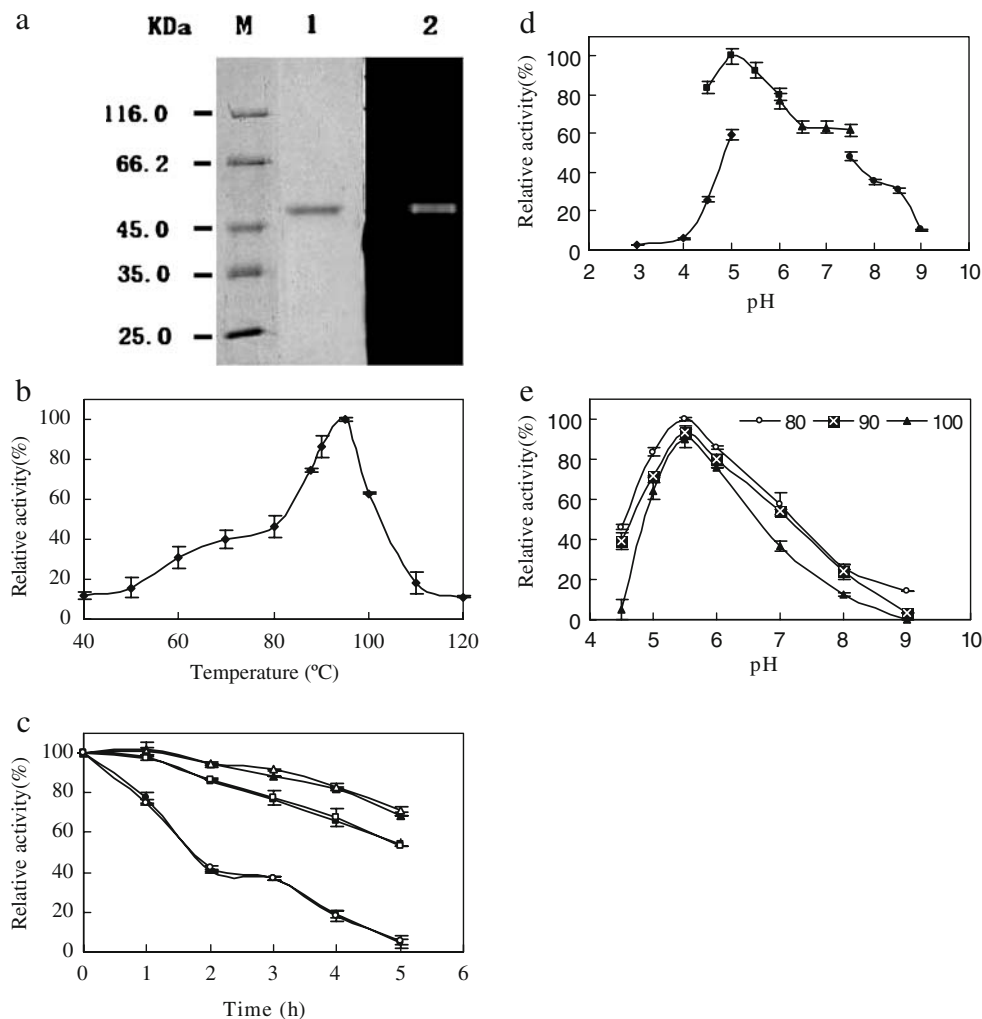 a
KDa M 1 2
116.0
66.2
45.0
35.0
25.0
b
Relative activity(%)
100
80
60
40
20
0
40 60 80 100 120
Temperature (ºC)
c
Relative activity(%)
100
80
60
40
20
0
0 1 2 3 4 5 6
Time (h)
d
Relative activity(%)
100
80
60
40
20
0
2 3 4 5 6 7 8 9 10
pH
e
Relative activity(%)
80 90 100
100
80
60
40
20
0
4 5 6 7 8 9 10
pH